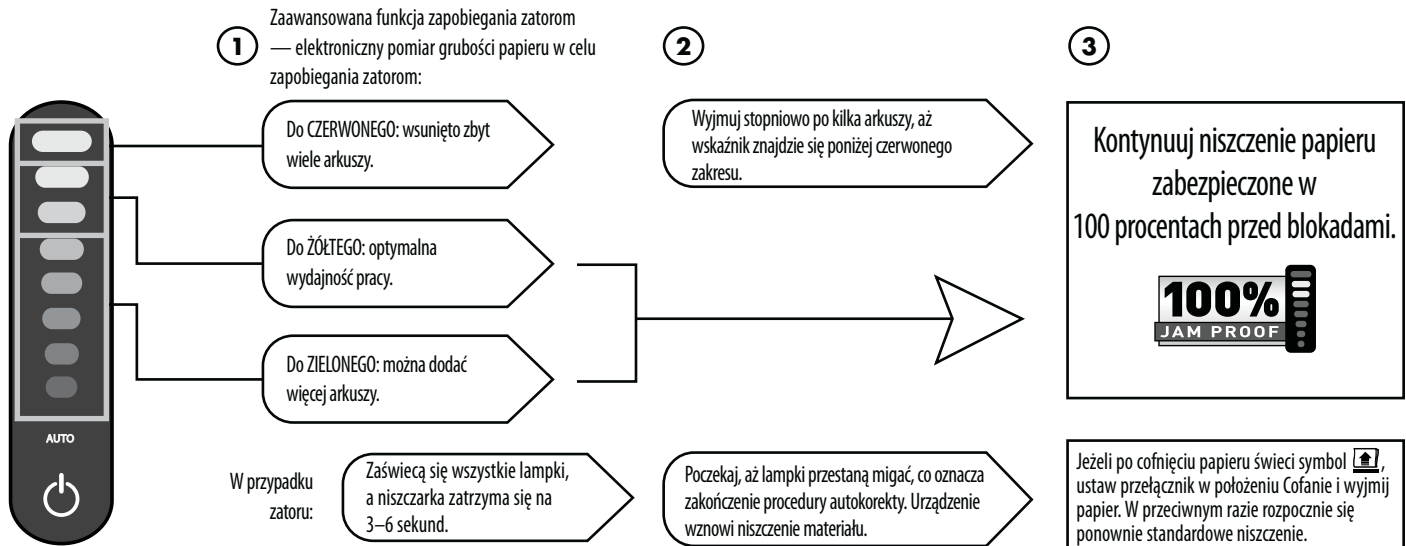 1
Zaawansowana funkcja zapobiegania zatorom
— elektroniczny pomiar grubości papieru w celu
zapobiegania zatorom:
Do CZERWONEGO: wsunięto zbyt
wiele arkuszy.
Do ŻÓŁTEGO: optymalna
wydajność pracy.
Do ZIELONEGO: można dodać
więcej arkuszy.
2
Wyjmuj stopniowo po kilka arkuszy, aż
wskaźnik znajdzie się poniżej czerwonego
zakresu.
3
Kontynuuj niszczenie papieru
zabezpieczone w
100 procentach przed blokadami.
100%
JAM PROOF
AUTO
W przypadku
zatoru:
Zaświecą się wszystkie lampki,
a niszczarka zatrzyma się na
3–6 sekund.
Poczekaj, aż lampki przestaną migać, co oznacza
zakończenie procedury autokorekty. Urządzenie
wznowi niszczenie materiału.
Jeżeli po cofnięciu papieru świeci symbol ,
ustaw przełącznik w położeniu Cofanie i wyjmij
papier. W przeciwnym razie rozpocznie się
ponownie standardowe niszczenie.